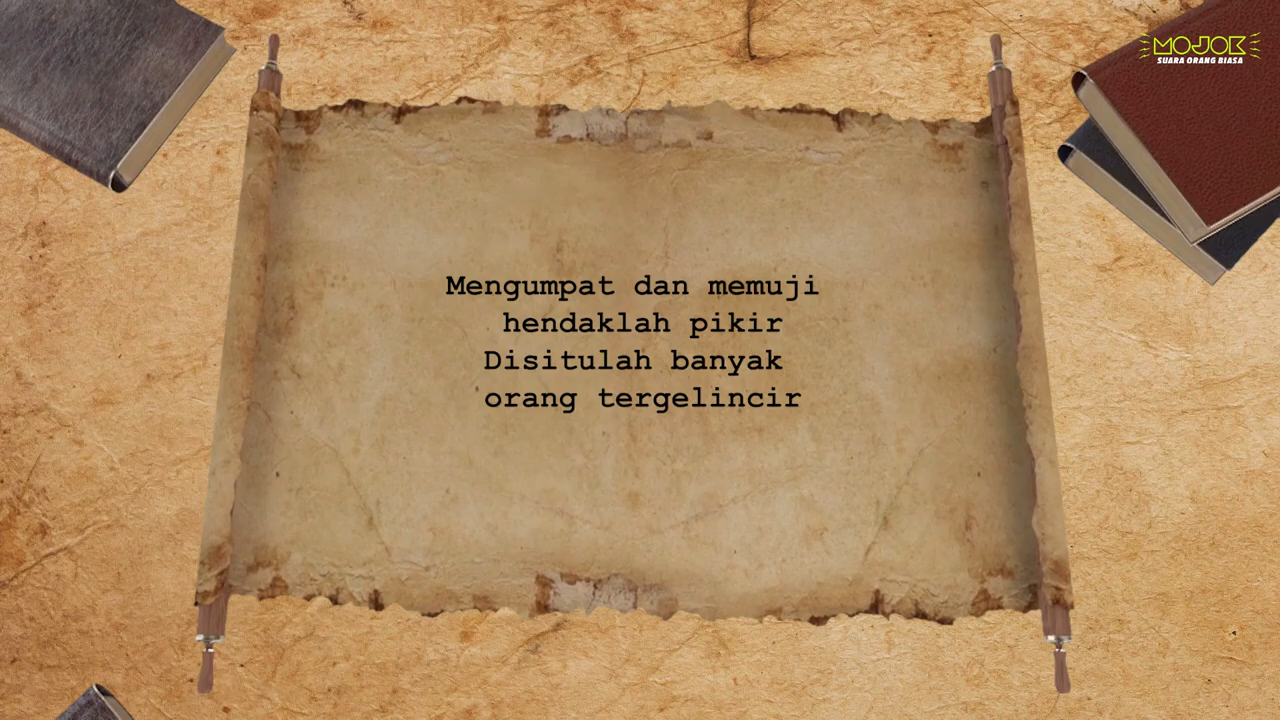 MOJOK
SUARA ORANG BIASA
Mengumpat dan memuji
hendaklah pikir
Disitulah banyak
orang tergelincir